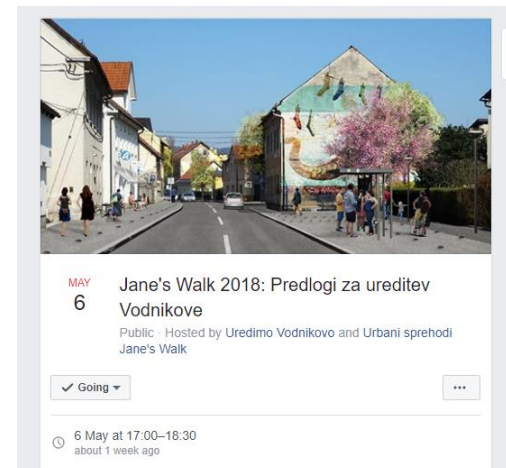 MAY
6
Jane's Walk 2018: Predlogi za ureditev
Vodnikove
Public · Hosted by Uredimo Vodnikovo and Urbani sprehodi
Jane's Walk
Going
6 May at 17:00–18:30
about 1 week ago